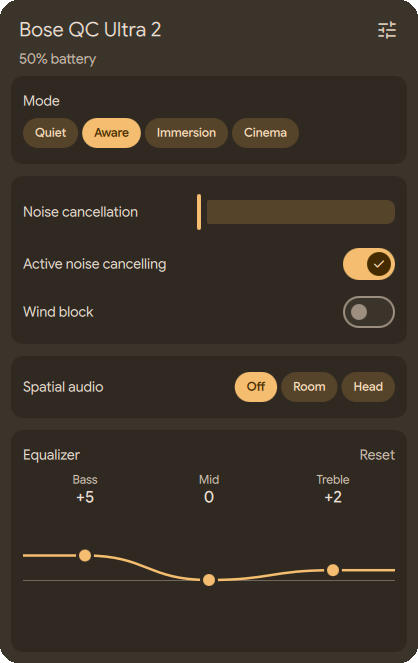 Bose QC Ultra 2
50% battery
Mode
Quiet Aware Immersion Cinema
Noise cancellation
Active noise cancelling
Wind block
Spatial audio Off Room Head
Equalizer Reset
Bass Mid Treble
+5 0 +2